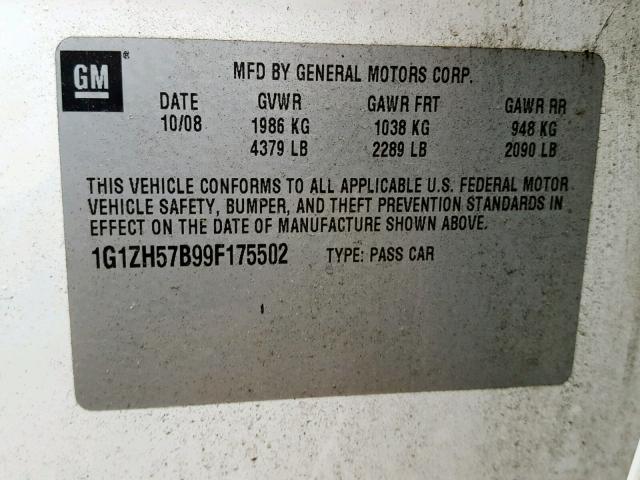 GM ®
MFD BY GENERAL MOTORS CORP.
DATE GVWR GAWR FRT GAWR RR
10/08 1986 KG 1038 KG 948 KG
4379 LB 2289 LB 2090 LB
THIS VEHICLE CONFORMS TO ALL APPLICABLE U.S. FEDERAL MOTOR
VEHICLE SAFETY, BUMPER, AND THEFT PREVENTION STANDARDS IN
EFFECT ON THE DATE OF MANUFACTURE SHOWN ABOVE.
1G1ZH57B99F175502 TYPE: PASS CAR